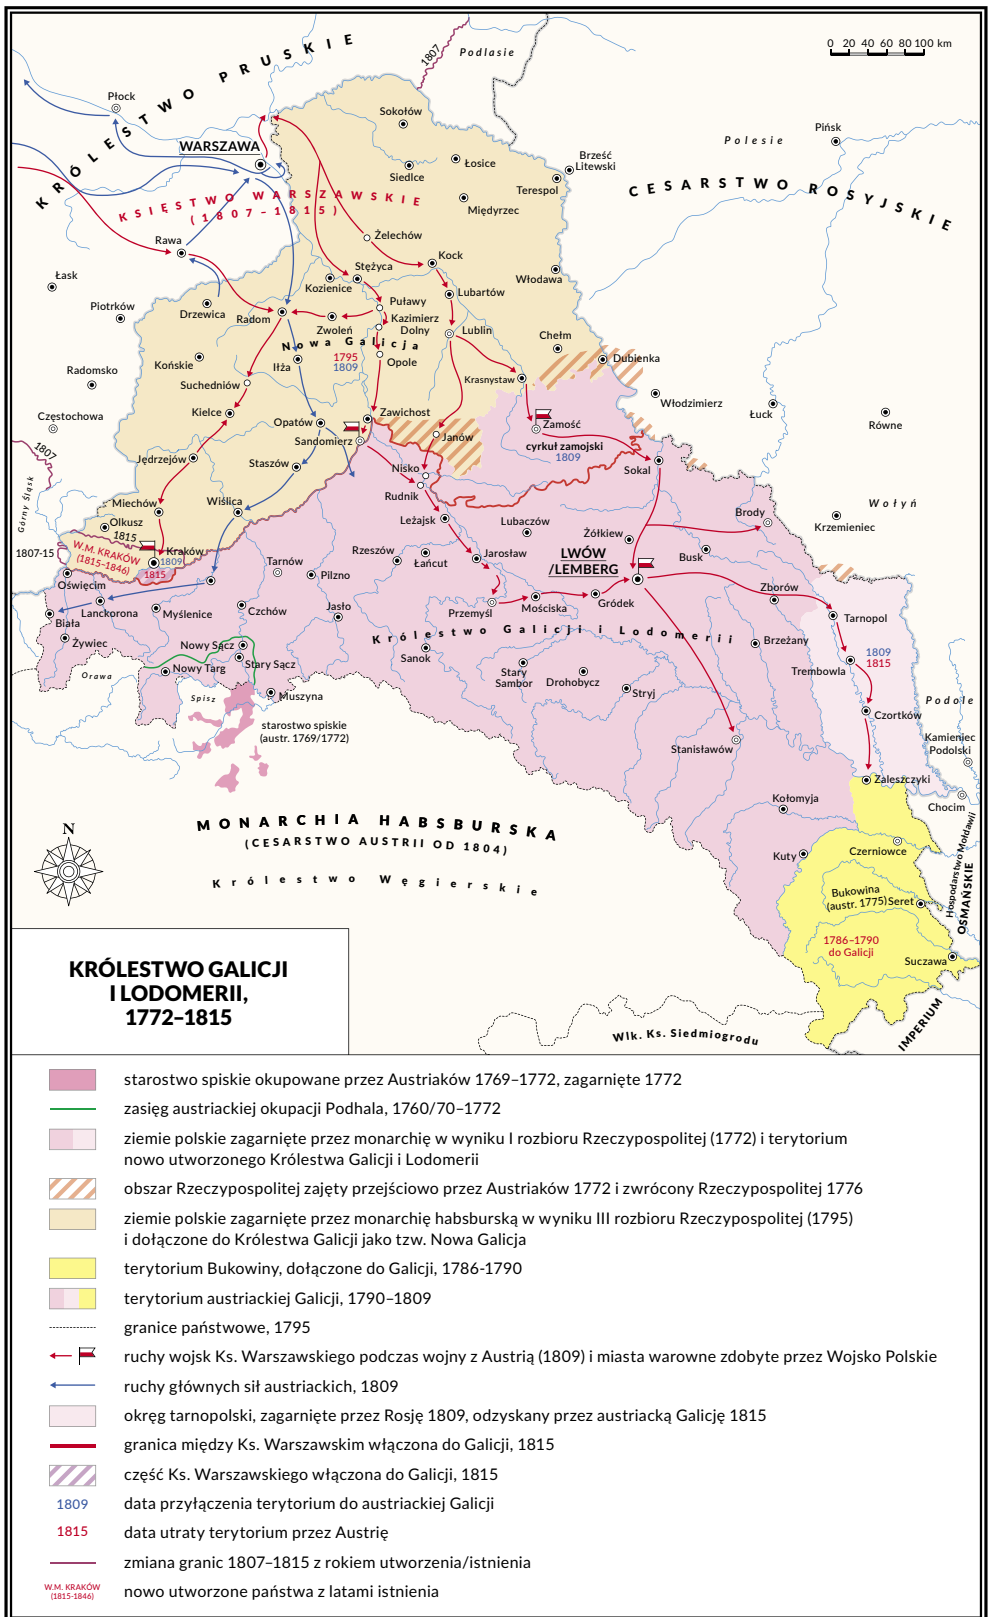 KRÓLESTWO PRUSKIE
1807
Podlasie
0 20 40 60 80 100 km
Płock
Sokołów
WARSZAWA
Siedlce
Łosice
Brześć
Litewski
Terespol
Polesie
Pińsk
CESARSTWO ROSYJSKIE
KSIĘSTWO WARSZAWSKIE
(1807–1815)
Międzyrzec
Rawa
Żelechów
Kock
Stężyca
Łask
Kozienice
Włodawa
Piotrków
Drzewica
Radom
Puławy
Lubartów
Kazimierz
Dolny
Zwoleń
Lublin
Chełm
Nowa Galicja
1795
1809
Końskie
Iłża
Opole
Dubienka
Radomsko
Suchedniów
Krasnystaw
Włodzimierz
Łuck
Równe
Częstochowa
Kielce
Opatów
Zawichost
Sandomierz
Janów
Zamość
cyrkuł zamojski
1809
1807
Górny Śląsk
Jędrzejów
Staszów
Nisko
Sokal
Rudnik
Miechów
Wiślica
Leżajsk
Lubaczów
Brody
Wołyń
Krzemieniec
Olkusz
1815
1807-15
W.M. KRAKÓW
(1815–1846)
Kraków
1809
1815
Żółkiew
Busk
Rzeszów
Łańcut
Jarosław
LWÓW
/LEMBERG
Oświęcim
Tarnów
Pilzno
Zborów
Lanckorona
Myślenice
Czchów
Jasło
Przemyśl
Mościska
Gródek
Tarnopol
Biała
Żywiec
Nowy Sącz
Stary Sącz
Nowy Targ
Królestwo Galicji i Lodomerii
Brzeżany
1809
1815
Trembowla
Orawa
Spisz
Muszyna
Sanok
Stary
Sambor
Drohobycz
Stryj
Czortków
Podole
starostwo spiskie
(austr. 1769/1772)
Stanisławów
Kamieniec
Podolski
Zaleszczyki
Chocim
Kołomyja
MONARCHIA HABSBURSKA
(CESARSTWO AUSTRII OD 1804)
Królestwo Węgierskie
N
Kuty
Czerniowce
Hospodarstwo Mołdawii
OSMAŃSKIE
Bukowina
(austr. 1775)
Seret
1786–1790
do Galicji
Suczawa
IMPERIUM
Wlk. Ks. Siedmiogrodu
KRÓLESTWO GALICJI
I LODOMERII,
1772–1815
starostwo spiskie okupowane przez Austriaków 1769–1772, zagarnięte 1772
zasięg austriackiej okupacji Podhala, 1760/70–1772
ziemie polskie zagarnięte przez monarchię w wyniku I rozbioru Rzeczypospolitej (1772) i terytorium
nowo utworzonego Królestwa Galicji i Lodomerii
obszar Rzeczypospolitej zajęty przejściowo przez Austriaków 1772 i zwrócony Rzeczypospolitej 1776
ziemie polskie zagarnięte przez monarchię habsburską w wyniku III rozbioru Rzeczypospolitej (1795)
i dołączone do Królestwa Galicji jako tzw. Nowa Galicja
terytorium Bukowiny, dołączone do Galicji, 1786-1790
terytorium austriackiej Galicji, 1790–1809
granice państwowe, 1795
ruchy wojsk Ks. Warszawskiego podczas wojny z Austrią (1809) i miasta warowne zdobyte przez Wojsko Polskie
ruchy głównych sił austriackich, 1809
okręg tarnopolski, zagarnięte przez Rosję 1809, odzyskany przez austriacką Galicję 1815
granica między Ks. Warszawskim włączona do Galicji, 1815
część Ks. Warszawskiego włączona do Galicji, 1815
1809 data przyłączenia terytorium do austriackiej Galicji
1815 data utraty terytorium przez Austrię
zmiana granic 1807–1815 z rokiem utworzenia/istnienia
W.M. KRAKÓW
(1815-1846)
nowo utworzone państwa z latami istnienia